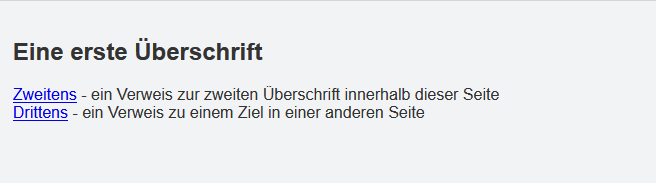 Eine erste Überschrift
Zweitens - ein Verweis zur zweiten Überschrift innerhalb dieser Seite
Drittens - ein Verweis zu einem Ziel in einer anderen Seite